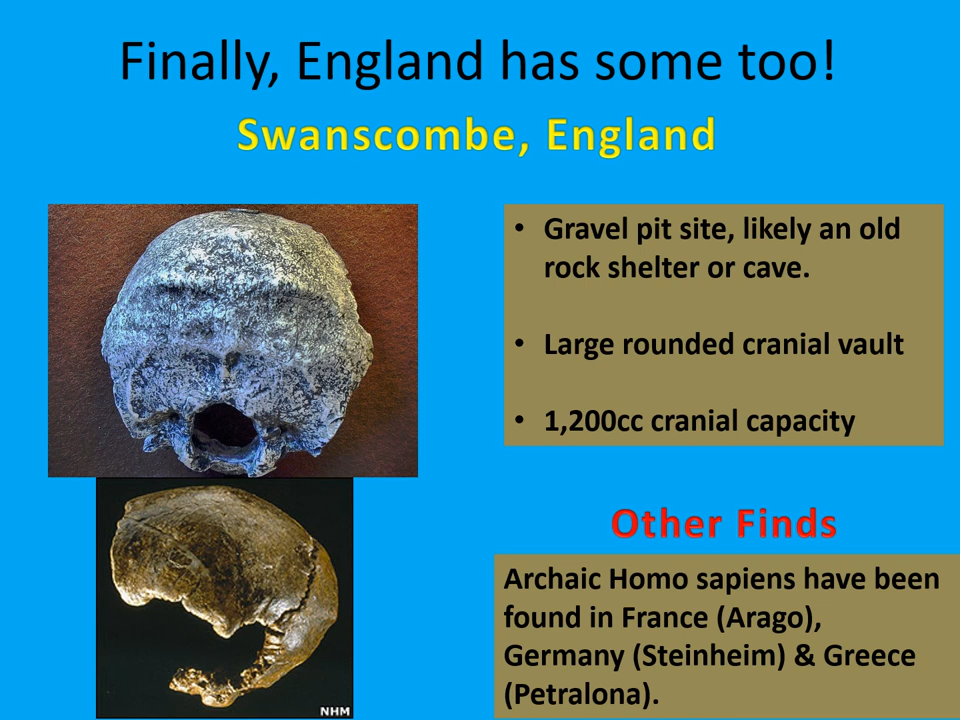 Finally, England has some too!
Swanscombe, England
• Gravel pit site, likely an old
rock shelter or cave.
• Large rounded cranial vault
• 1,200cc cranial capacity
Other Finds
Archaic Homo sapiens have been
found in France (Arago),
Germany (Steinheim) & Greece
(Petralona).
NHM